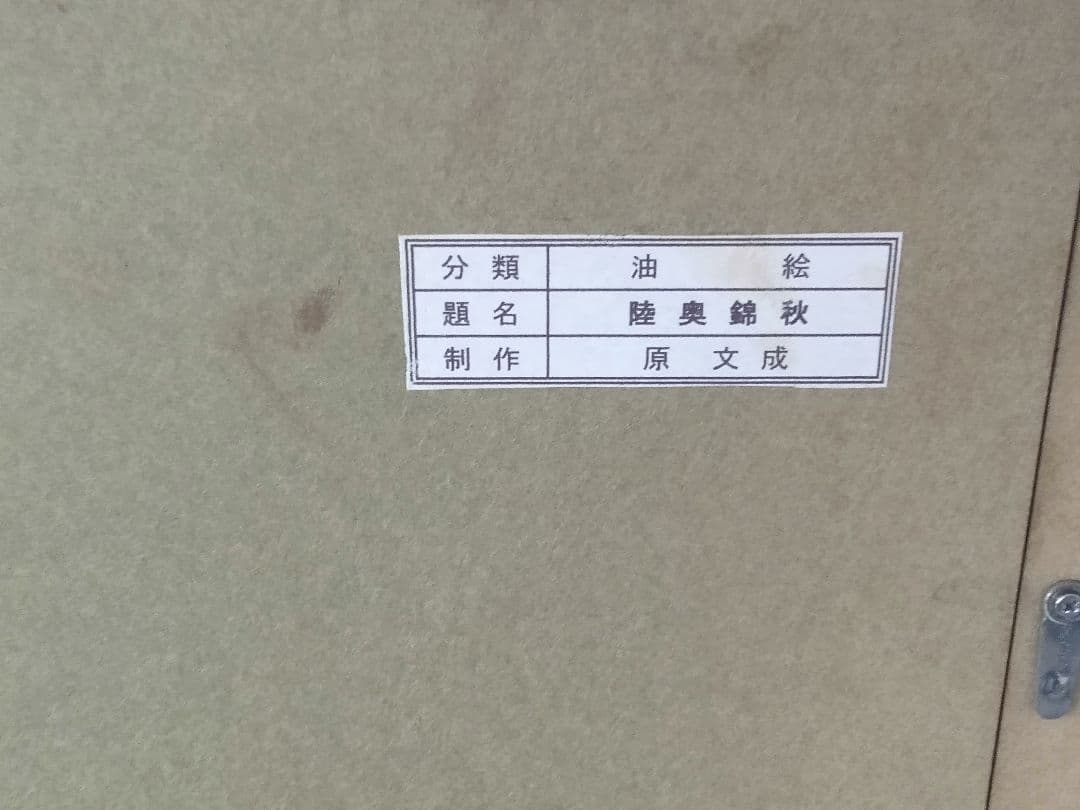 分類 油絵
題名 陸奥錦秋
制作 原 文成